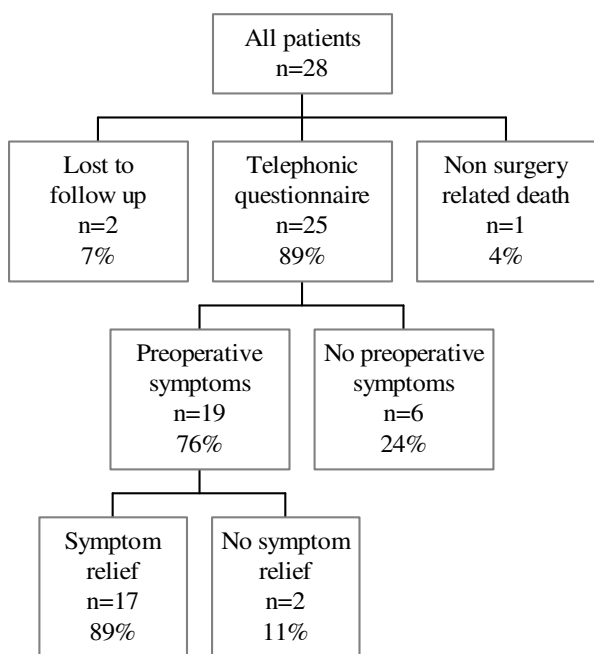 All patients
n=28
Lost to
follow up
n=2
7%
Telephonic
questionnaire
n=25
89%
Non surgery
related death
n=1
4%
Preoperative
symptoms
n=19
76%
No preoperative
symptoms
n=6
24%
Symptom
relief
n=17
89%
No symptom
relief
n=2
11%